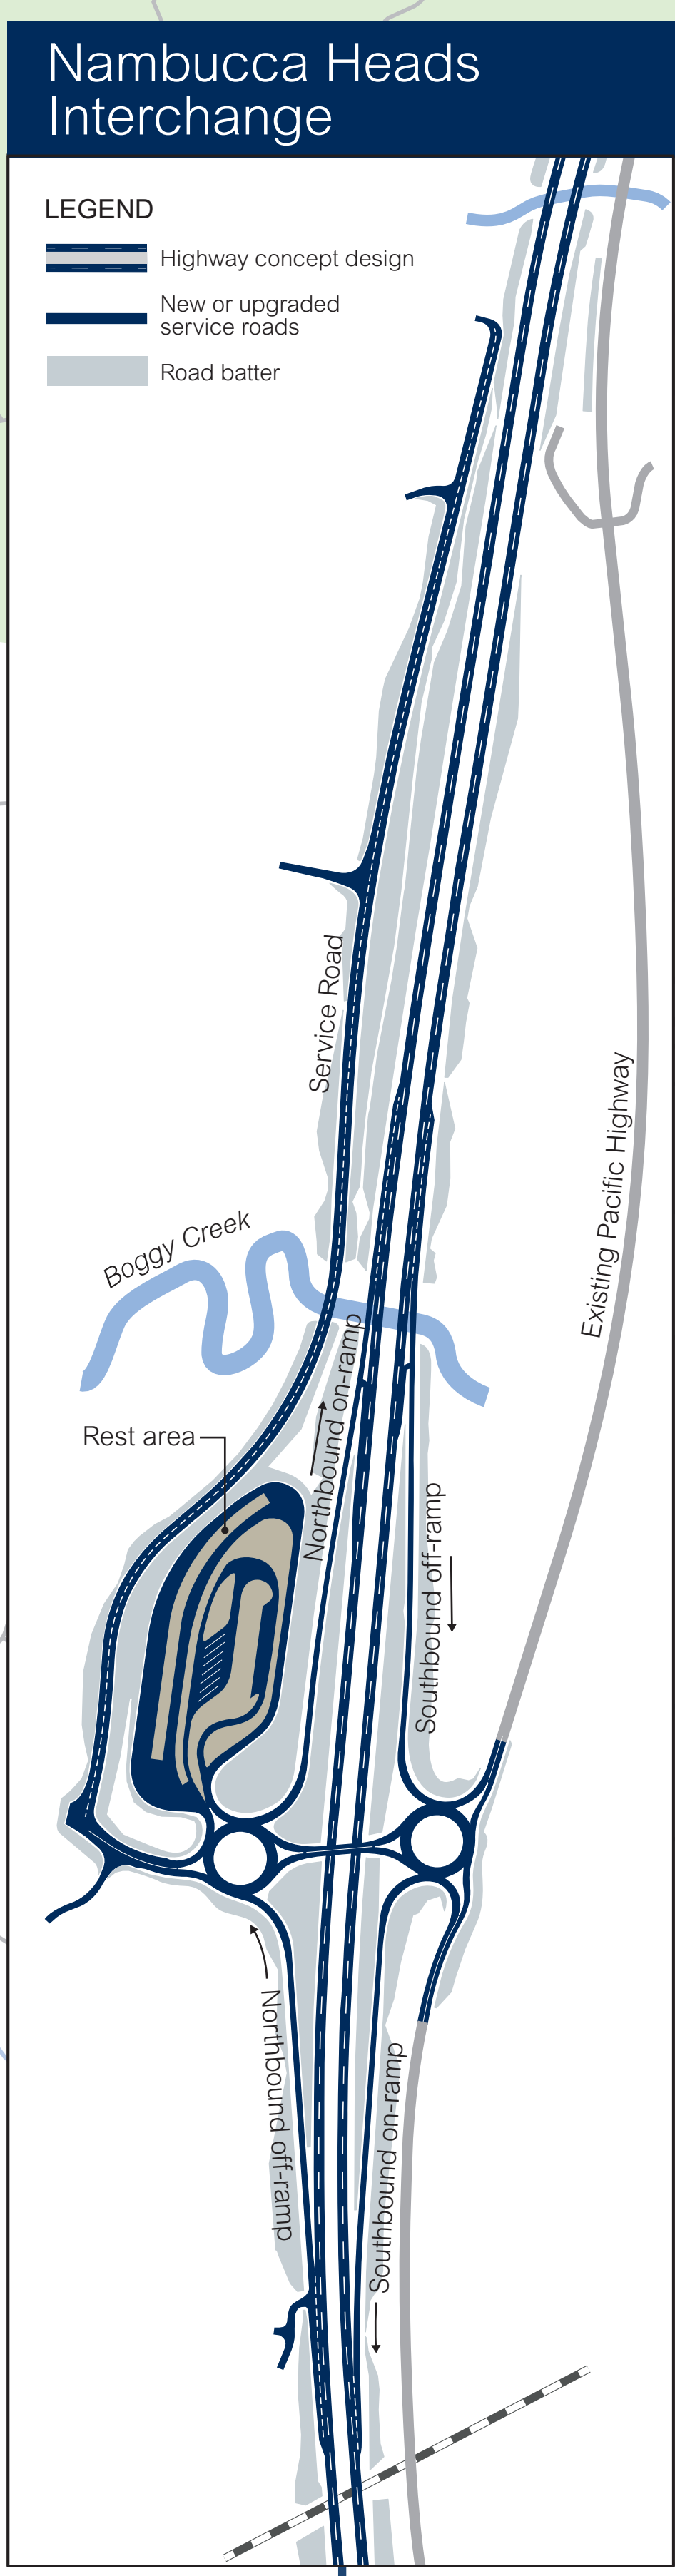 Nambucca Heads
Interchange
LEGEND
Highway concept design
New or upgraded
service roads
Road batter
Service Road
Existing Pacific Highway
Boggy Creek
Northbound on-ramp
Rest area
Southbound off-ramp
Northbound off-ramp
Southbound on-ramp